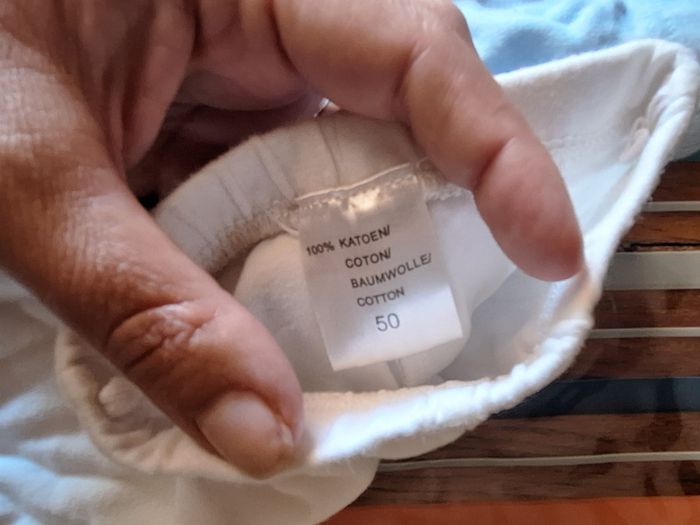 100% KATOEN/
COTON/
BAUMWOLLE/
COTTON
50